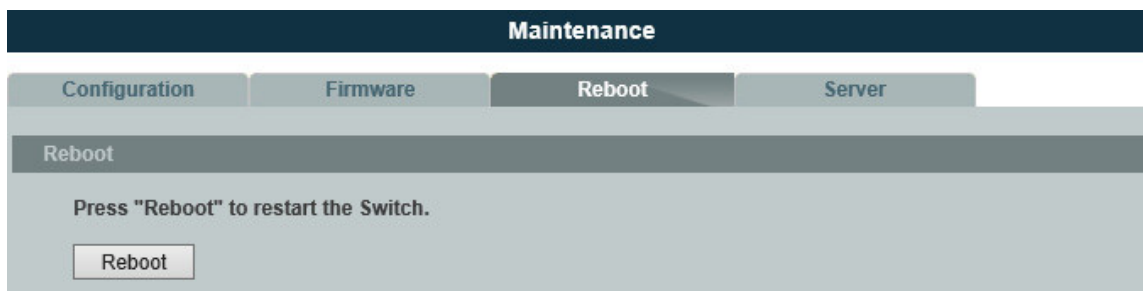 Maintenance
Configuration Firmware Reboot Server
Reboot
Press "Reboot" to restart the Switch.
Reboot